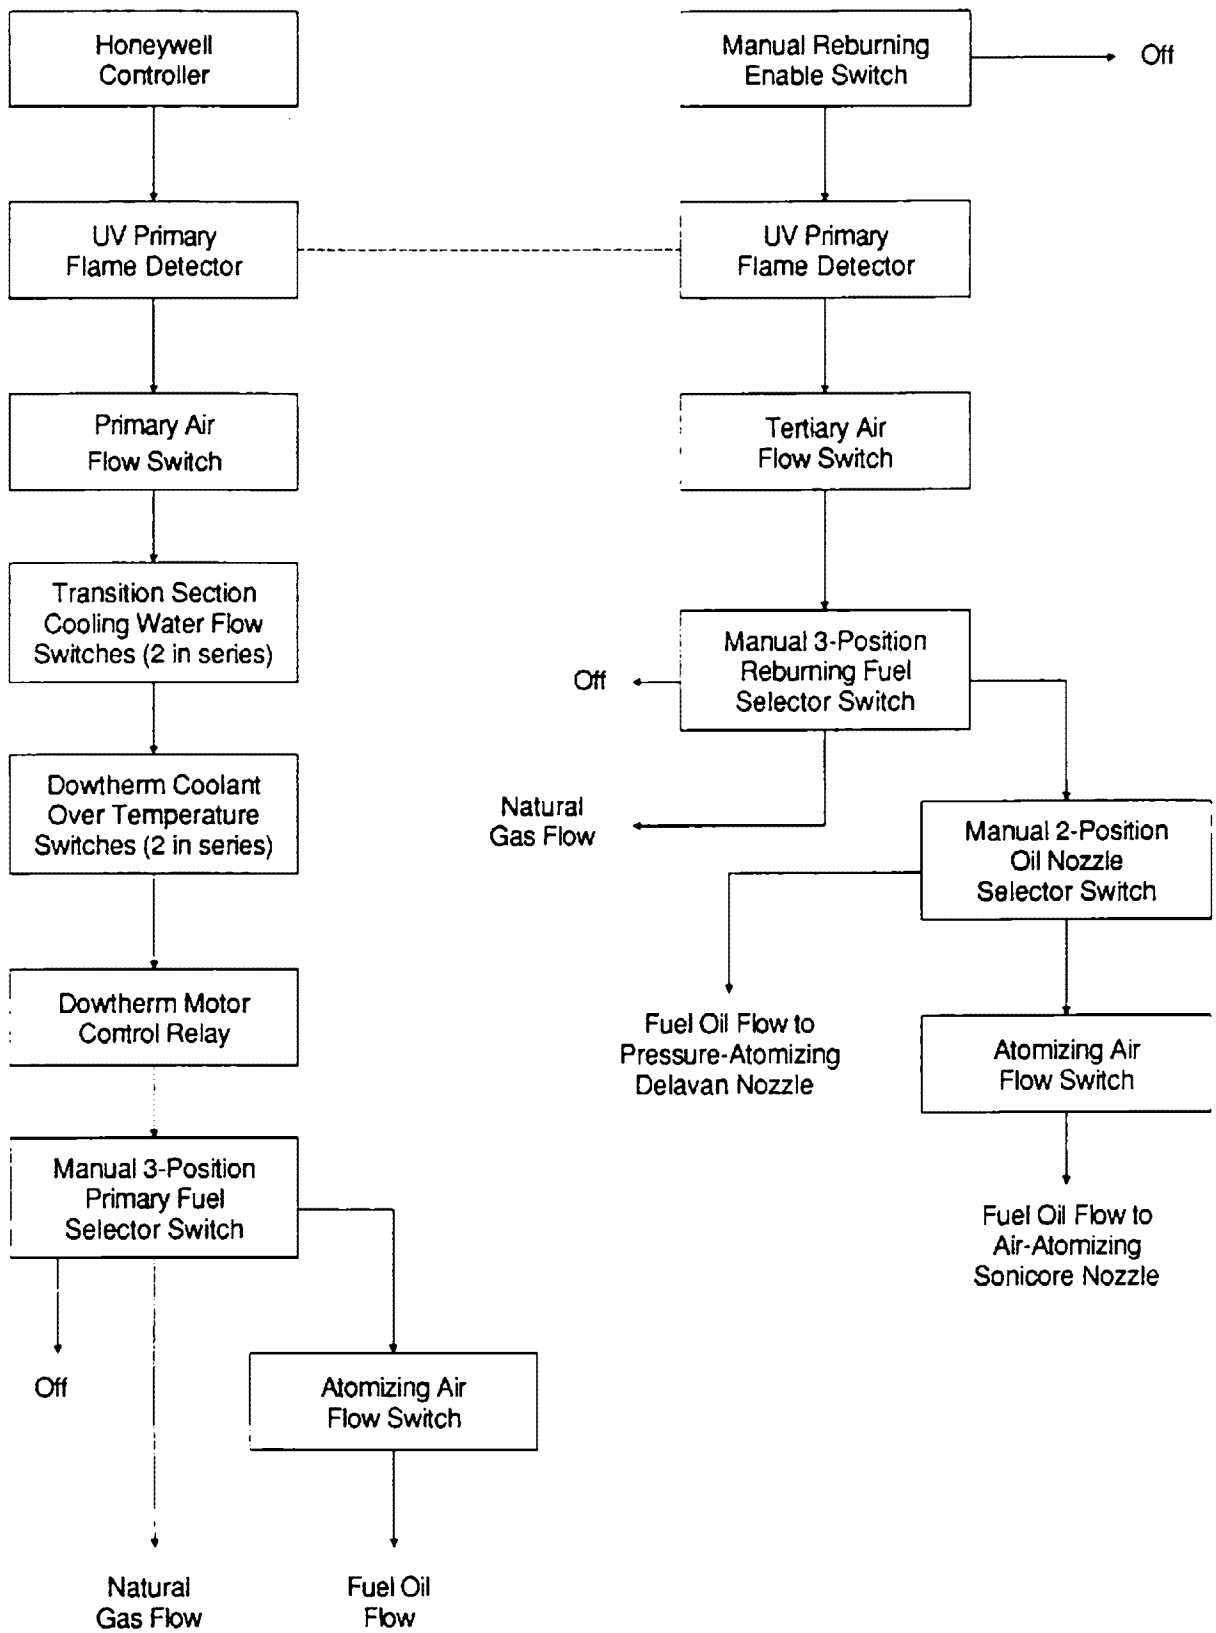 Honeywell
Controller
Manual Reburning
Enable Switch
Off
UV Primary
Flame Detector
UV Primary
Flame Detector
Primary Air
Flow Switch
Tertiary Air
Flow Switch
Transition Section
Cooling Water Flow
Switches (2 in series)
Manual 3-Position
Reburning Fuel
Selector Switch
Off
Dowtherm Coolant
Over Temperature
Switches (2 in series)
Natural
Gas Flow
Manual 2-Position
Oil Nozzle
Selector Switch
Dowtherm Motor
Control Relay
Fuel Oil Flow to
Pressure-Atomizing
Delavan Nozzle
Atomizing Air
Flow Switch
Manual 3-Position
Primary Fuel
Selector Switch
Fuel Oil Flow to
Air-Atomizing
Sonicore Nozzle
Off
Atomizing Air
Flow Switch
Natural
Gas Flow
Fuel Oil
Flow